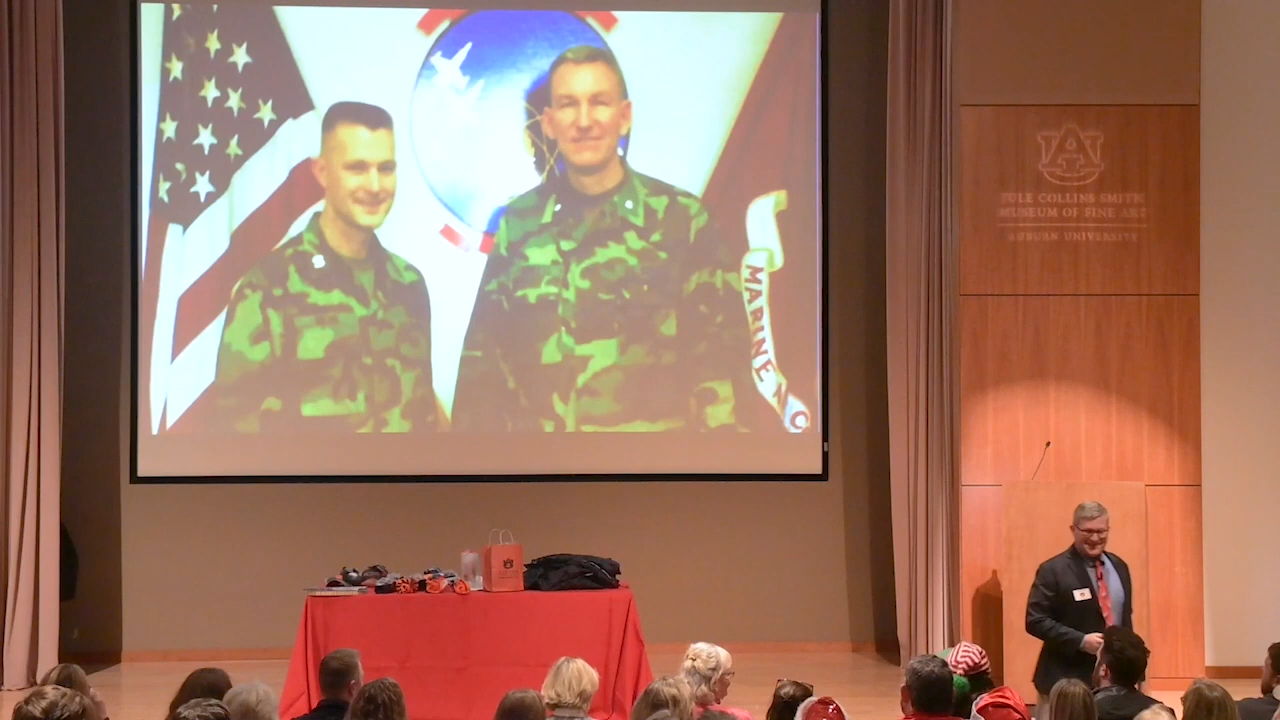 MARINE C
AU
JULE COLLINS SMITH
MUSEUM OF FINE ART
AUBURN UNIVERSITY